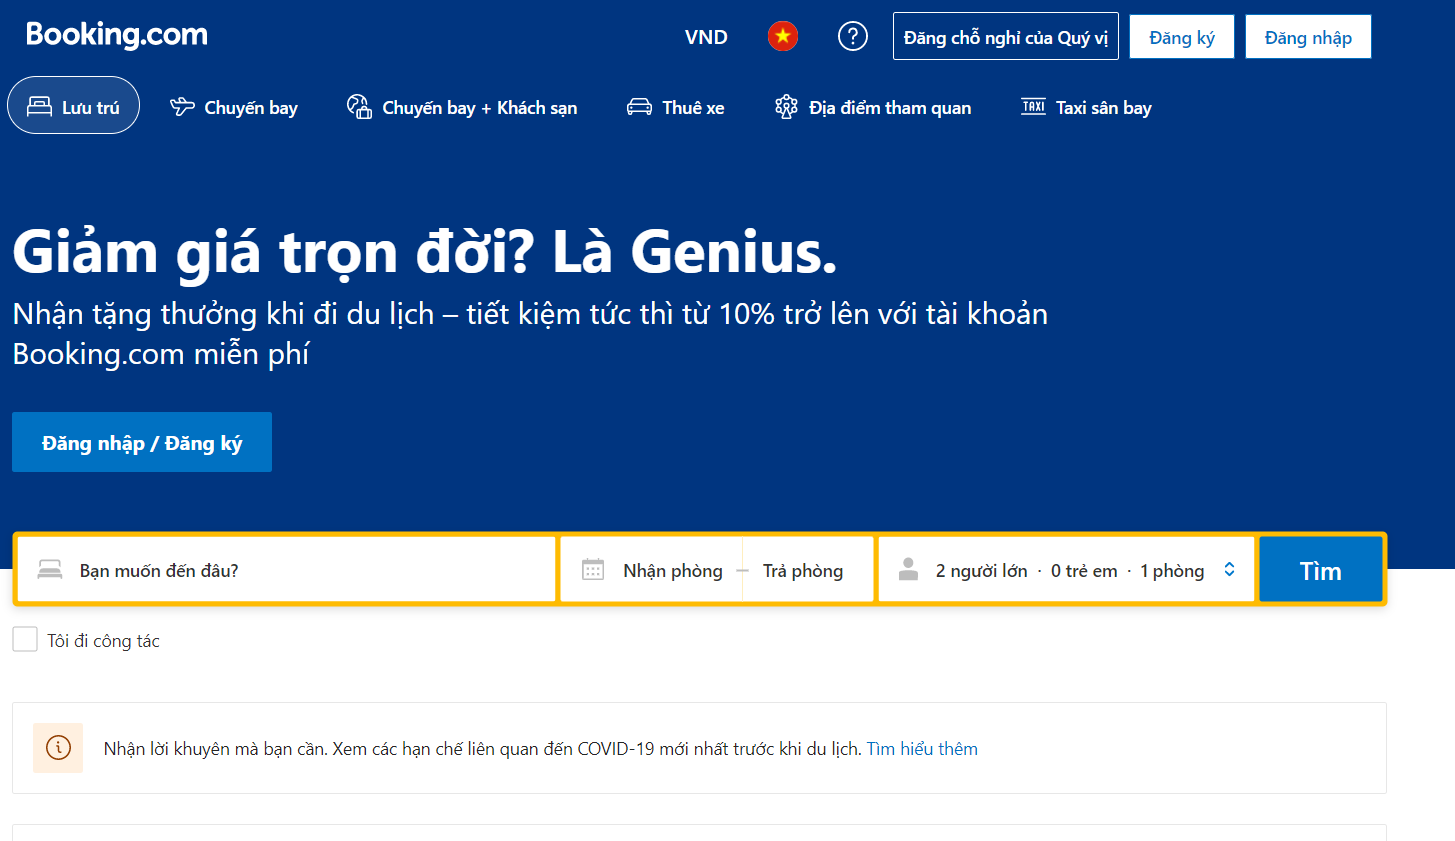 Booking.com
VND
Đăng chỗ nghỉ của Quý vị
Đăng ký
Đăng nhập
Lưu trú
Chuyến bay
Chuyến bay + Khách sạn
Thuê xe
Địa điểm tham quan
TAXI
Taxi sân bay
Giảm giá trọn đời? Là Genius.
Nhận tặng thưởng khi đi du lịch – tiết kiệm tức thì từ 10% trở lên với tài khoản
Booking.com miễn phí
Đăng nhập / Đăng ký
Bạn muốn đến đâu?
Nhận phòng — Trả phòng
2 người lớn · 0 trẻ em · 1 phòng
Tìm
Tôi đi công tác
Nhận lời khuyên mà bạn cần. Xem các hạn chế liên quan đến COVID-19 mới nhất trước khi du lịch. Tìm hiểu thêm